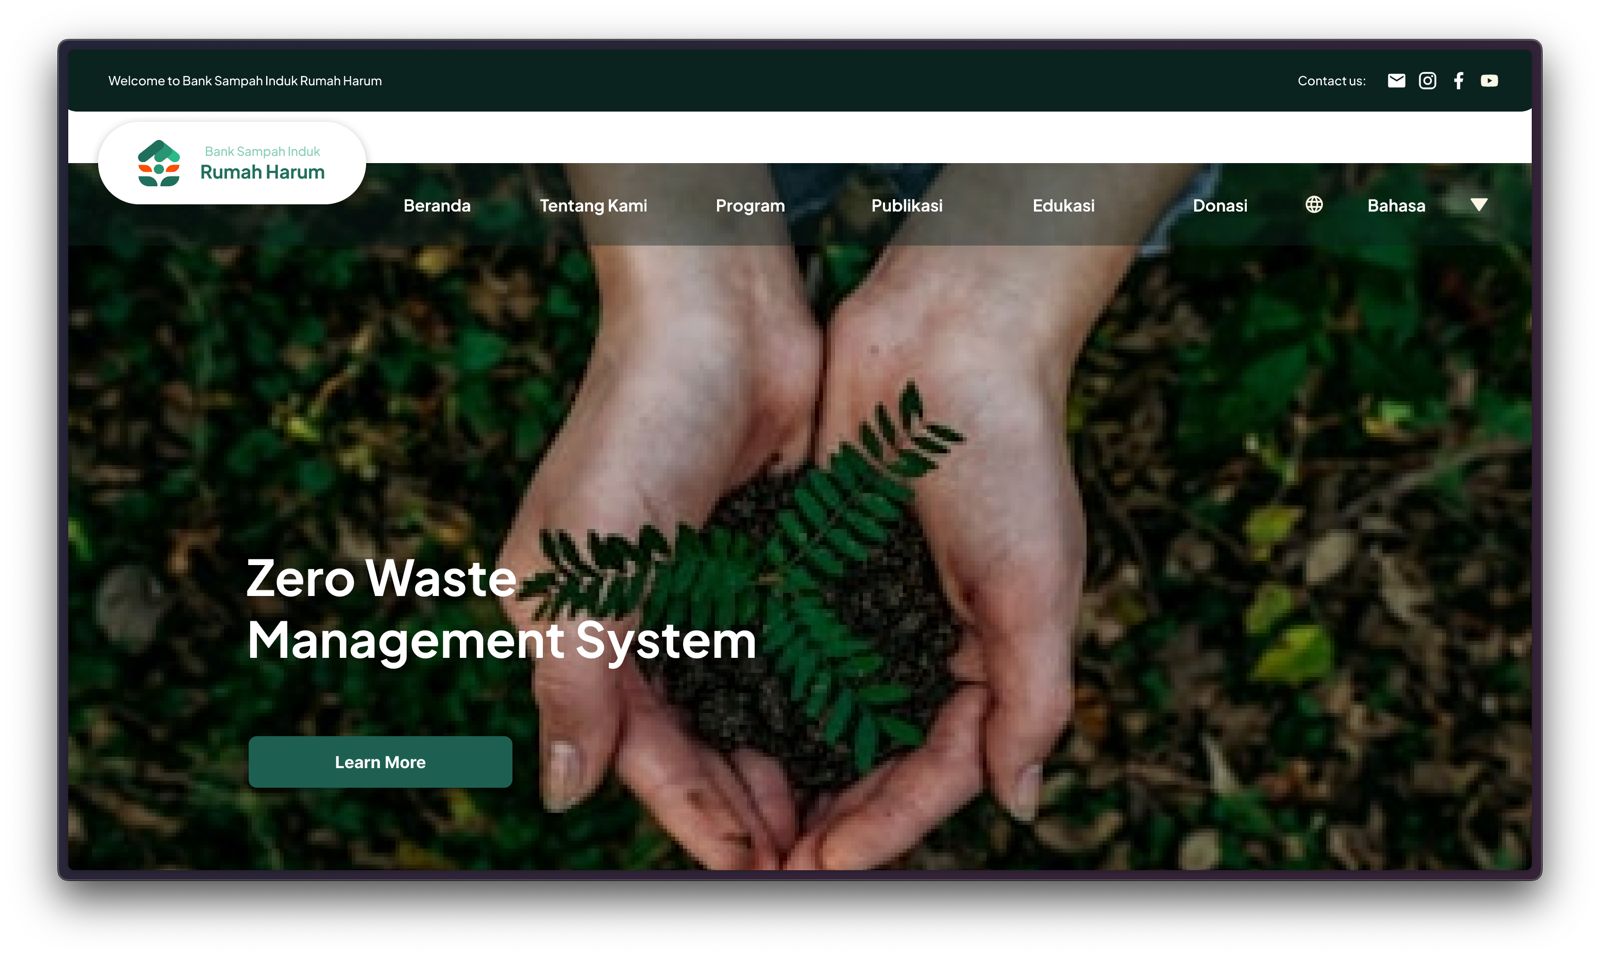 Welcome to Bank Sampah Induk Rumah Harum
Contact us:
Bank Sampah Induk
Rumah Harum
Beranda
Tentang Kami
Program
Publikasi
Edukasi
Donasi
Bahasa
Zero Waste
Management System
Learn More